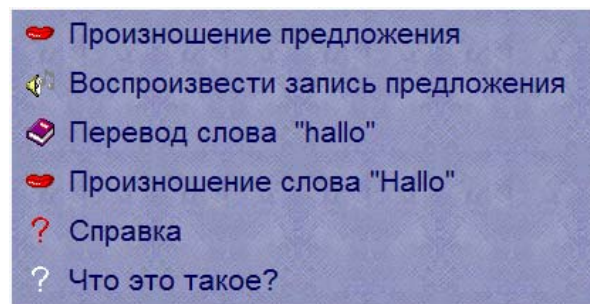 Произношение предложения
Воспроизвести запись предложения
Перевод слова "hallo"
Произношение слова "Hallo"
Справка
Что это такое?